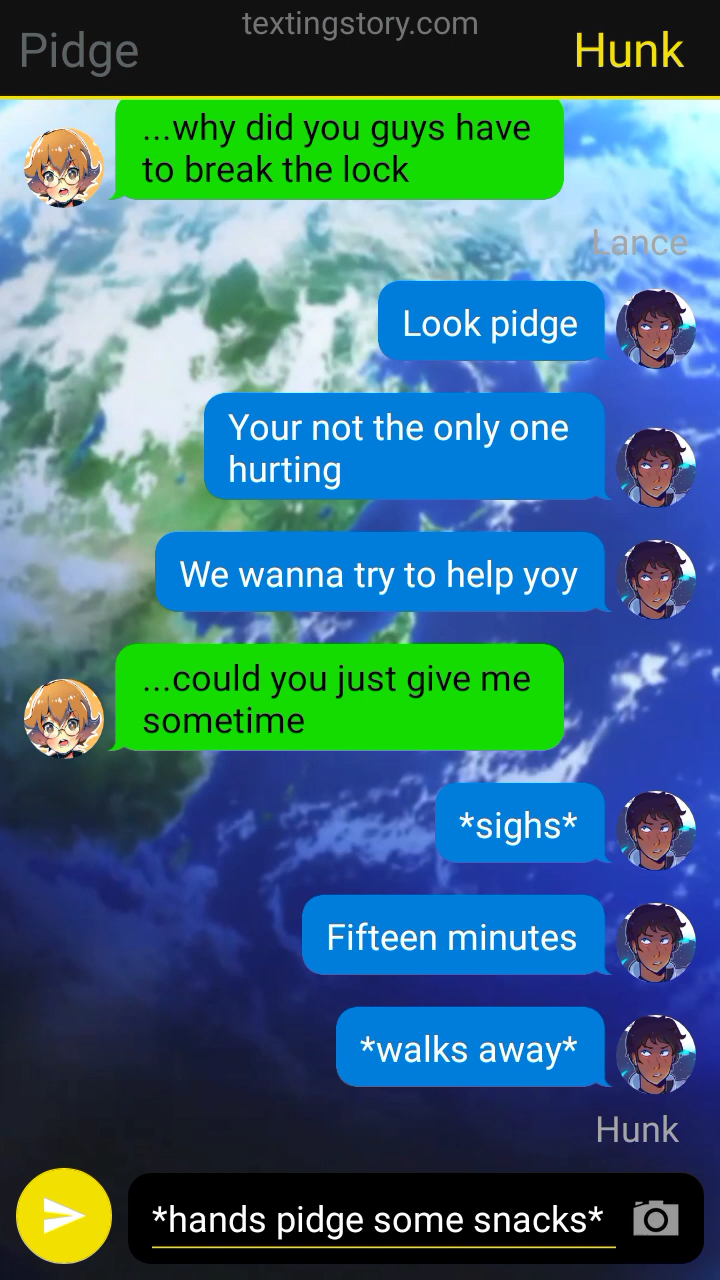 textingstory.com
Pidge
Hunk
...why did you guys have
to break the lock
Lance
Look pidge
Your not the only one
hurting
We wanna try to help yoy
...could you just give me
sometime
*sighs*
Fifteen minutes
*walks away*
Hunk
*hands pidge some snacks*